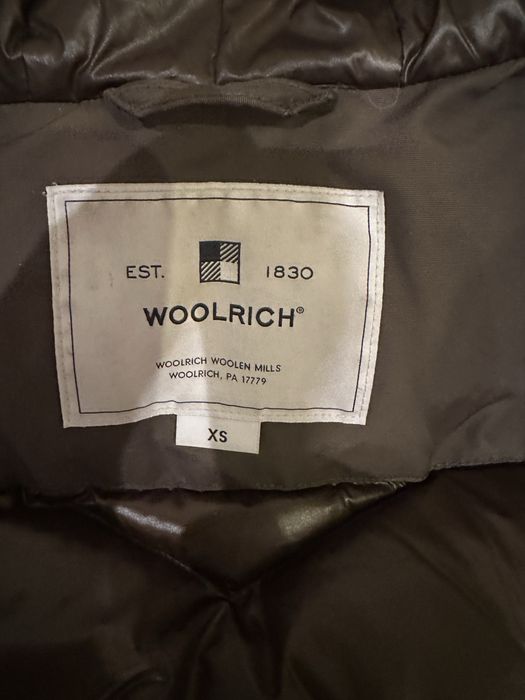 EST. 1830
WOOLRICH®
WOOLRICH WOOLEN MILLS
WOOLRICH, PA 17779
XS